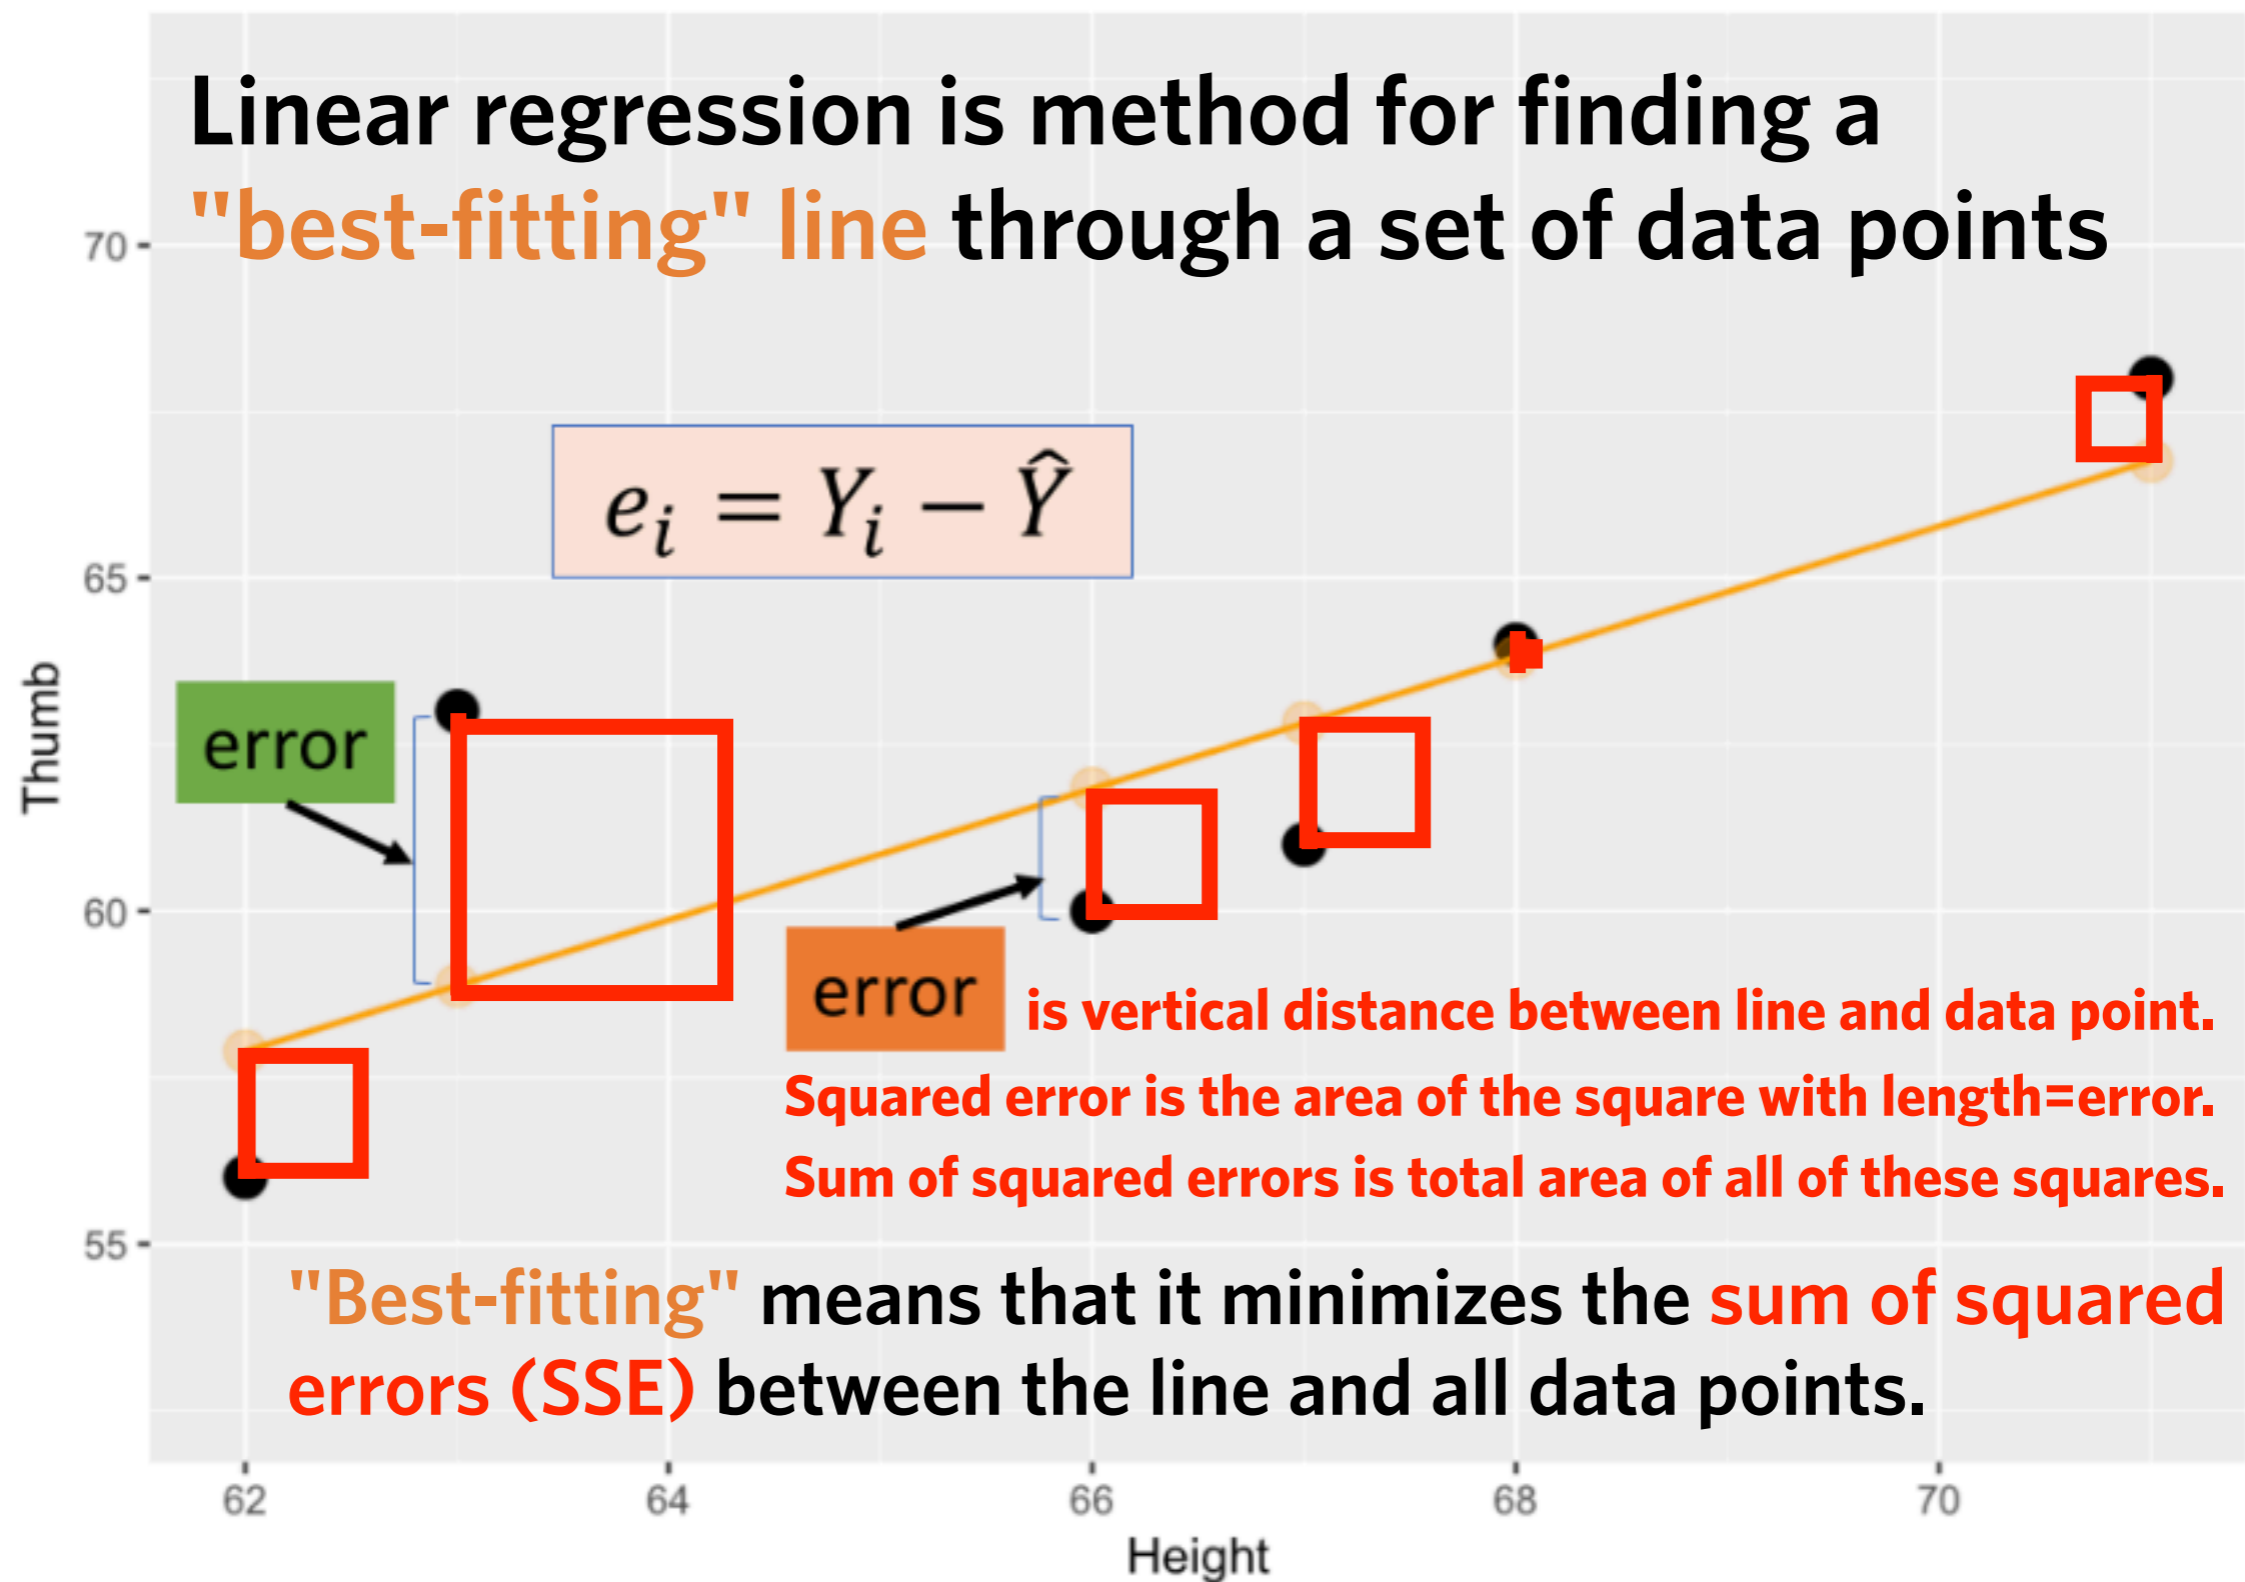 Linear regression is method for finding a
"best-fitting" line through a set of data points
70
e_i = Y_i − Ŷ
65
Thumb
error
60
error is vertical distance between line and data point.
Squared error is the area of the square with length=error.
Sum of squared errors is total area of all of these squares.
55
"Best-fitting" means that it minimizes the sum of squared
errors (SSE) between the line and all data points.
62 64 66 68 70
Height